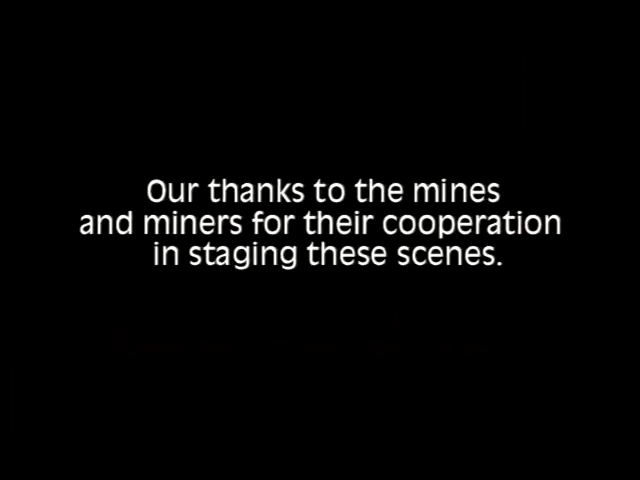 Our thanks to the mines
and miners for their cooperation
in staging these scenes.